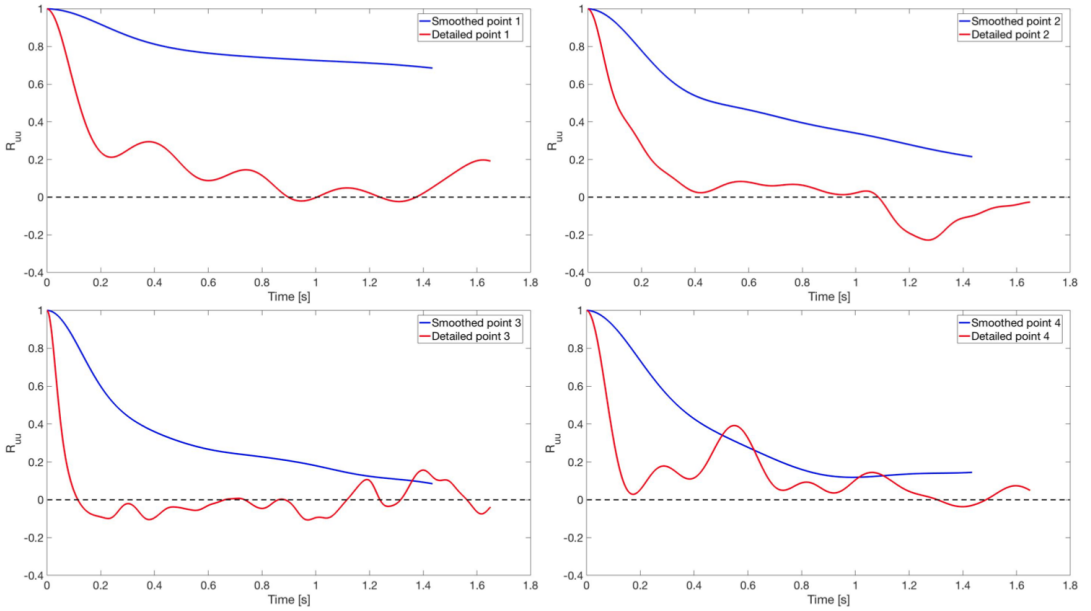 Smoothed point 1
Detailed point 1
1
0.8
0.6
0.4
0.2
0
-0.2
-0.4
R_uu
0 0.2 0.4 0.6 0.8 1 1.2 1.4 1.6 1.8
Time [s]
Smoothed point 2
Detailed point 2
1
0.8
0.6
0.4
0.2
0
-0.2
-0.4
R_uu
0 0.2 0.4 0.6 0.8 1 1.2 1.4 1.6 1.8
Time [s]
Smoothed point 3
Detailed point 3
1
0.8
0.6
0.4
0.2
0
-0.2
-0.4
R_uu
0 0.2 0.4 0.6 0.8 1 1.2 1.4 1.6 1.8
Time [s]
Smoothed point 4
Detailed point 4
1
0.8
0.6
0.4
0.2
0
-0.2
-0.4
R_uu
0 0.2 0.4 0.6 0.8 1 1.2 1.4 1.6 1.8
Time [s]